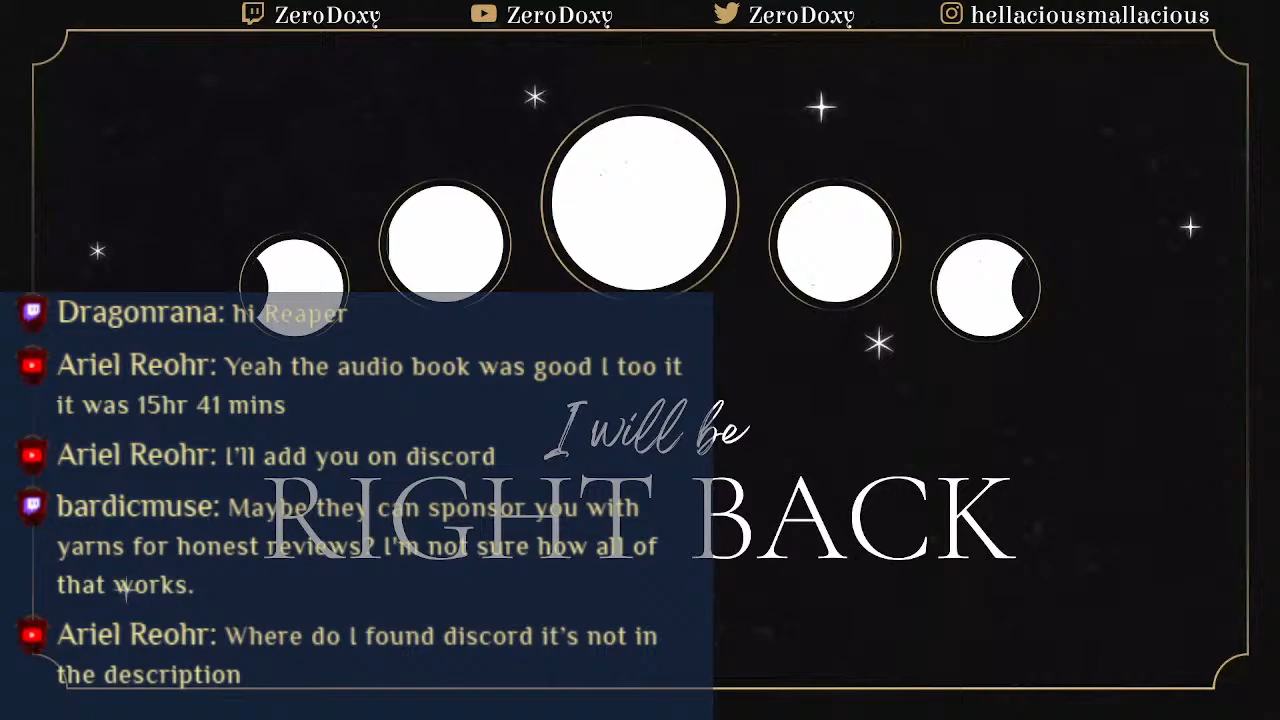 ZeroDoxy ZeroDoxy ZeroDoxy hellaciousmallacious
Dragonrana: hi Reaper
Ariel Reohr: Yeah the audio book was good I too it
it was 15hr 41 mins
Ariel Reohr: I'll add you on discord
bardicmuse: Maybe they can sponsor you with
yarns for honest reviews? I'm not sure how all of
that works.
Ariel Reohr: Where do I found discord it's not in
the description
I will be
RIGHT BACK